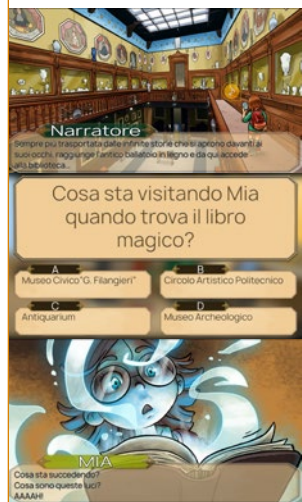 Narratore
Sempre più trasportata dalle infinite storie che si aprono davanti ai
suoi occhi, raggiunge l'antico ballatoio in legno e da qui accede
alla biblioteca...
Cosa sta visitando Mia
quando trova il libro
magico?
A
Museo Civico "G. Filangieri"
B
Circolo Artistico Politecnico
C
Antiquarium
D
Museo Archeologico
MIA
Cosa sta succedendo?
Cosa sono queste luci?
AAAAH!